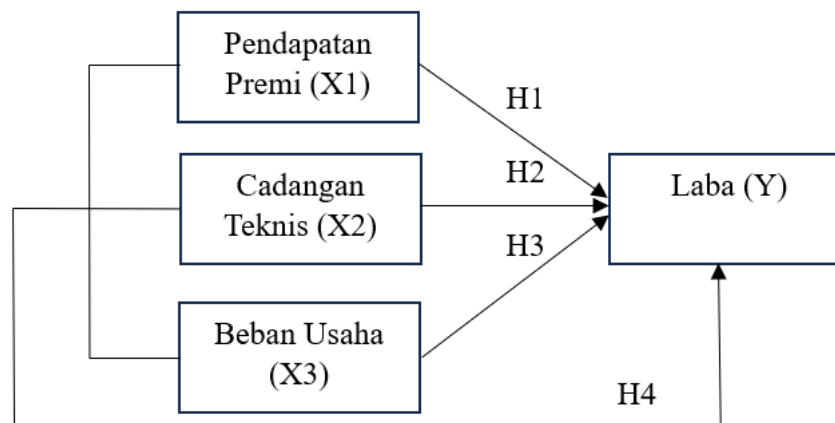 Pendapatan
Premi (X1)
H1
Cadangan
Teknis (X2)
H2
Laba (Y)
H3
Beban Usaha
(X3)
H4